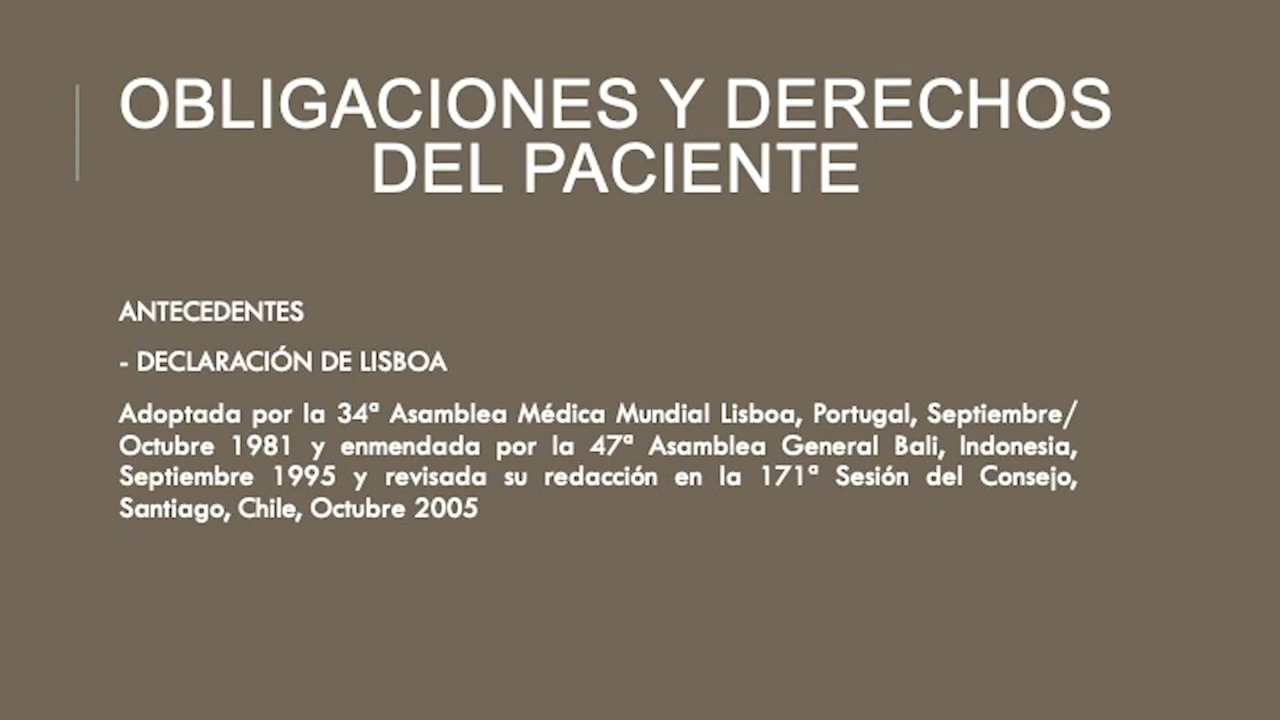 OBLIGACIONES Y DERECHOS
DEL PACIENTE
ANTECEDENTES
- DECLARACIÓN DE LISBOA
Adoptada por la 34ª Asamblea Médica Mundial Lisboa, Portugal, Septiembre/
Octubre 1981 y enmendada por la 47ª Asamblea General Bali, Indonesia,
Septiembre 1995 y revisada su redacción en la 171ª Sesión del Consejo,
Santiago, Chile, Octubre 2005